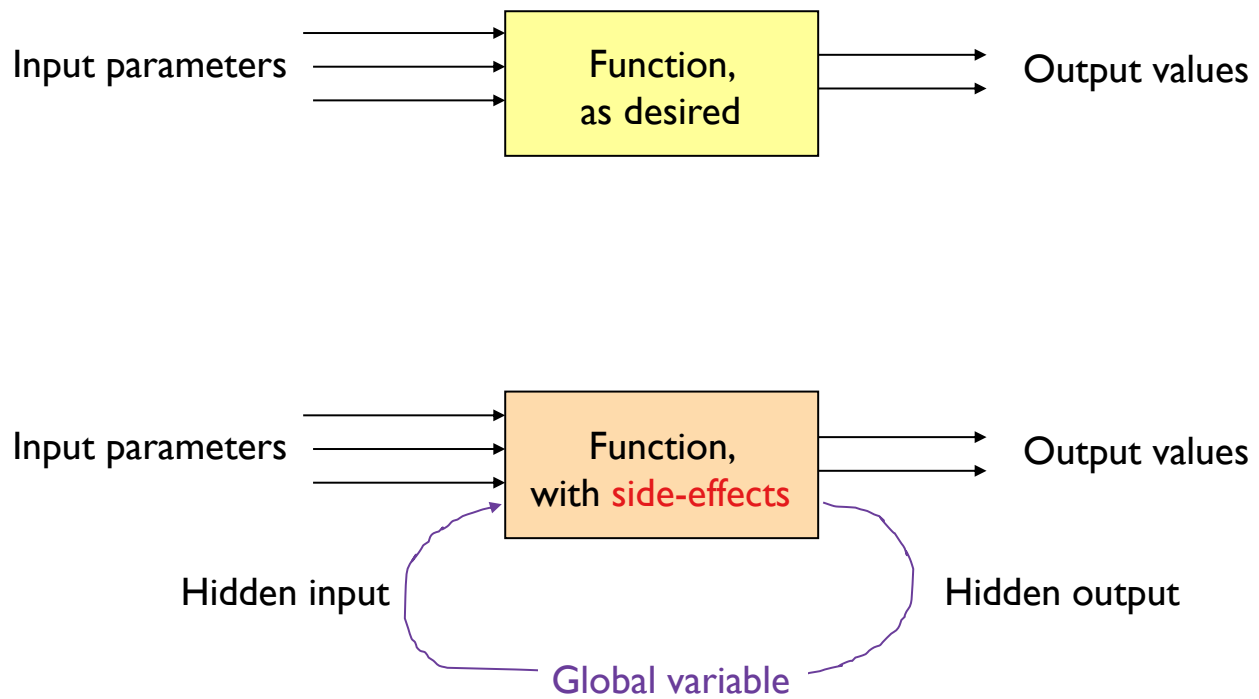 Input parameters
Function,
as desired
Output values
Input parameters
Function,
with side-effects
Output values
Hidden input
Hidden output
Global variable